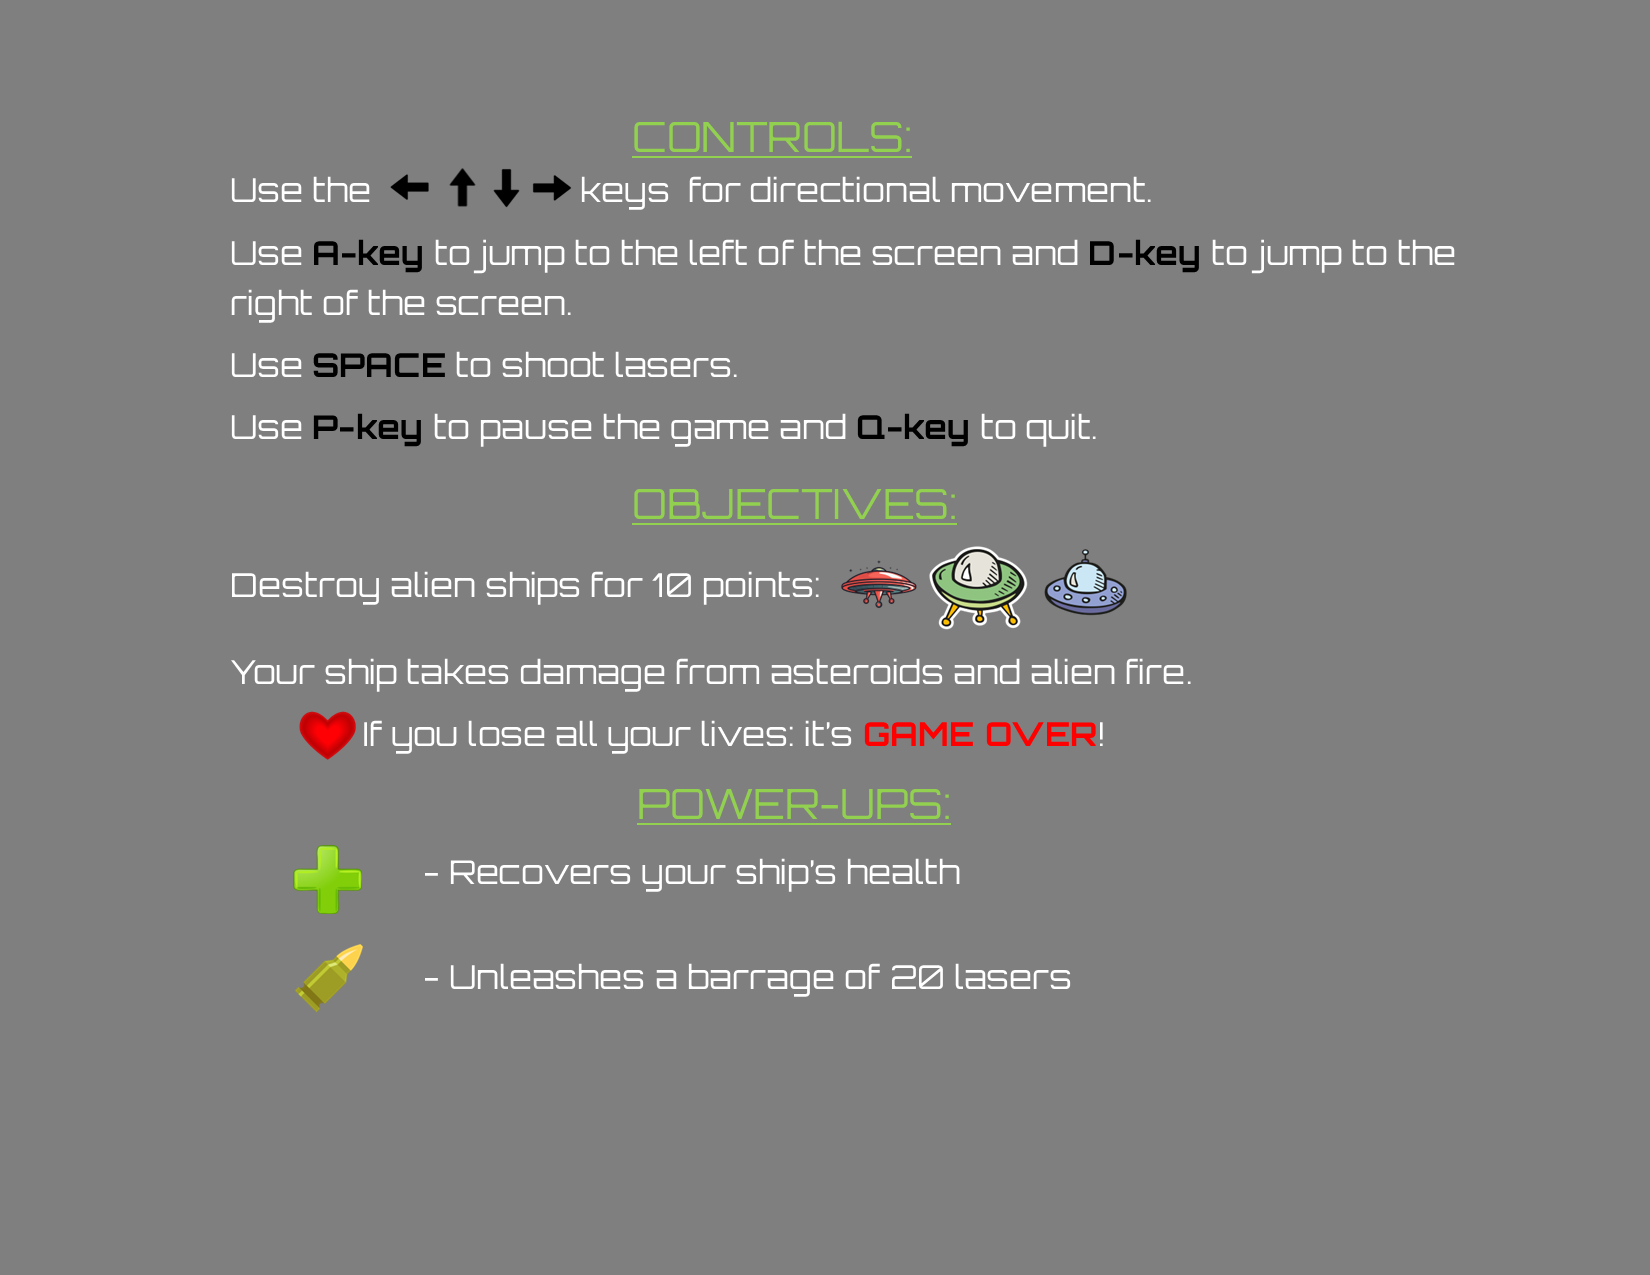 CONTROLS:
Use the ← ↑ ↓ → keys for directional movement.
Use A-key to jump to the left of the screen and D-key to jump to the
right of the screen.
Use SPACE to shoot lasers.
Use P-key to pause the game and Q-key to quit.
OBJECTIVES:
Destroy alien ships for 10 points:
Your ship takes damage from asteroids and alien fire.
If you lose all your lives: it's GAME OVER!
POWER-UPS:
- Recovers your ship's health
- Unleashes a barrage of 20 lasers